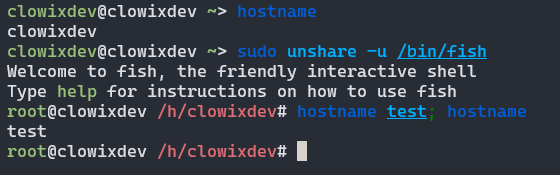 clowixdev@clowixdev ~> hostname
clowixdev
clowixdev@clowixdev ~> sudo unshare -u /bin/fish
Welcome to fish, the friendly interactive shell
Type help for instructions on how to use fish
root@clowixdev /h/clowixdev# hostname test; hostname
test
root@clowixdev /h/clowixdev#